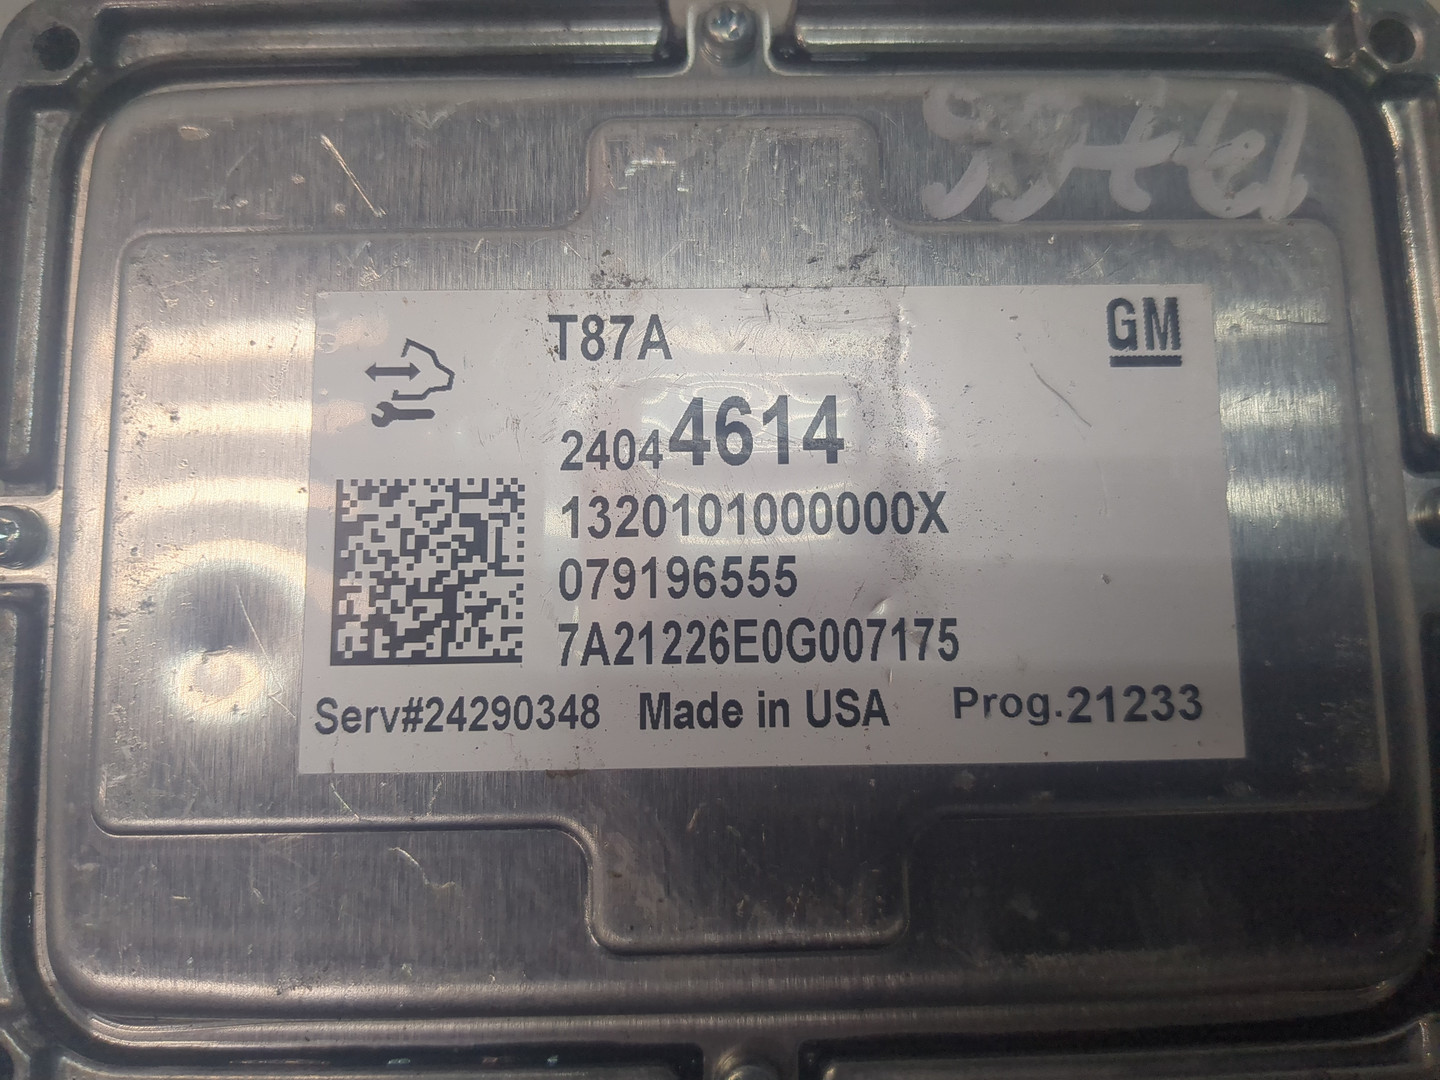 T87A
GM
24044614
1320101000000X
079196555
7A21226E0G007175
Serv#24290348 Made in USA Prog.21233